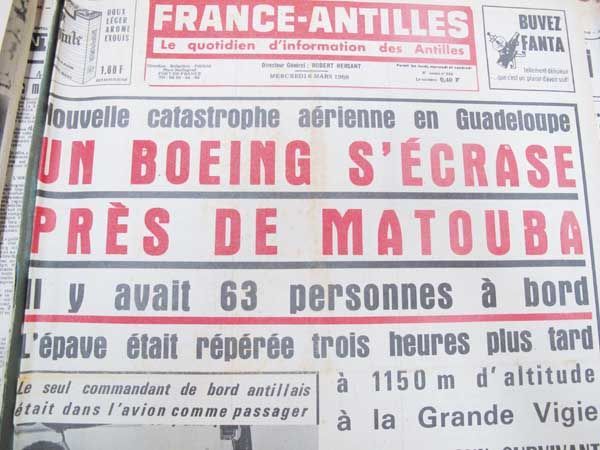 DOUX
LÉGER
ARÔME
EXQUIS
1,60 F
FRANCE-ANTILLES
Le quotidien d'information des Antilles
Directeur Général : ROBERT HERSANT
MERCREDI 6 MARS 1968
0,40 F
BUVEZ
FANTA
Nouvelle catastrophe aérienne en Guadeloupe
UN BOEING S'ÉCRASE
PRÈS DE MATOUBA
Il y avait 63 personnes à bord
L'épave était répérée trois heures plus tard
Le seul commandant de bord antillais
était dans l'avion comme passager
à 1150 m d'altitude
à la Grande Vigie